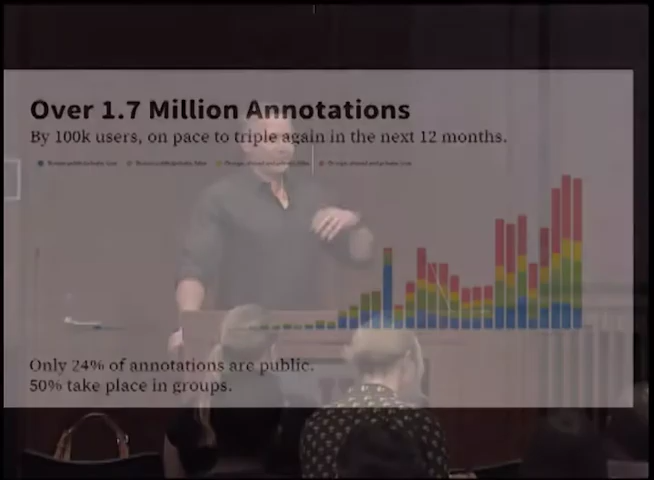 Over 1.7 Million Annotations
By 100k users, on pace to triple again in the next 12 months.
Only 24% of annotations are public.
50% take place in groups.